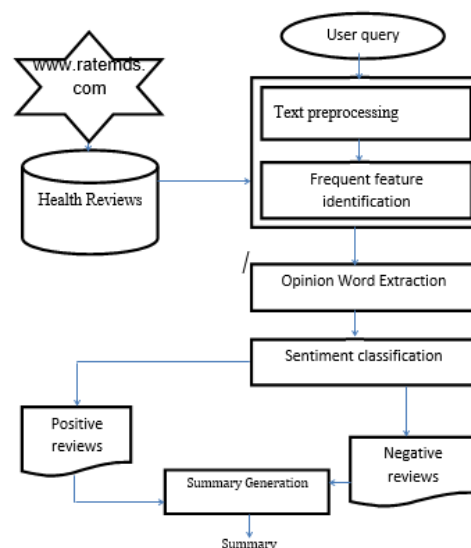 User query
www.ratemds.
com
Text preprocessing
Health Reviews
Frequent feature
identification
/
Opinion Word Extraction
Sentiment classification
Positive
reviews
Negative
reviews
Summary Generation
Summary